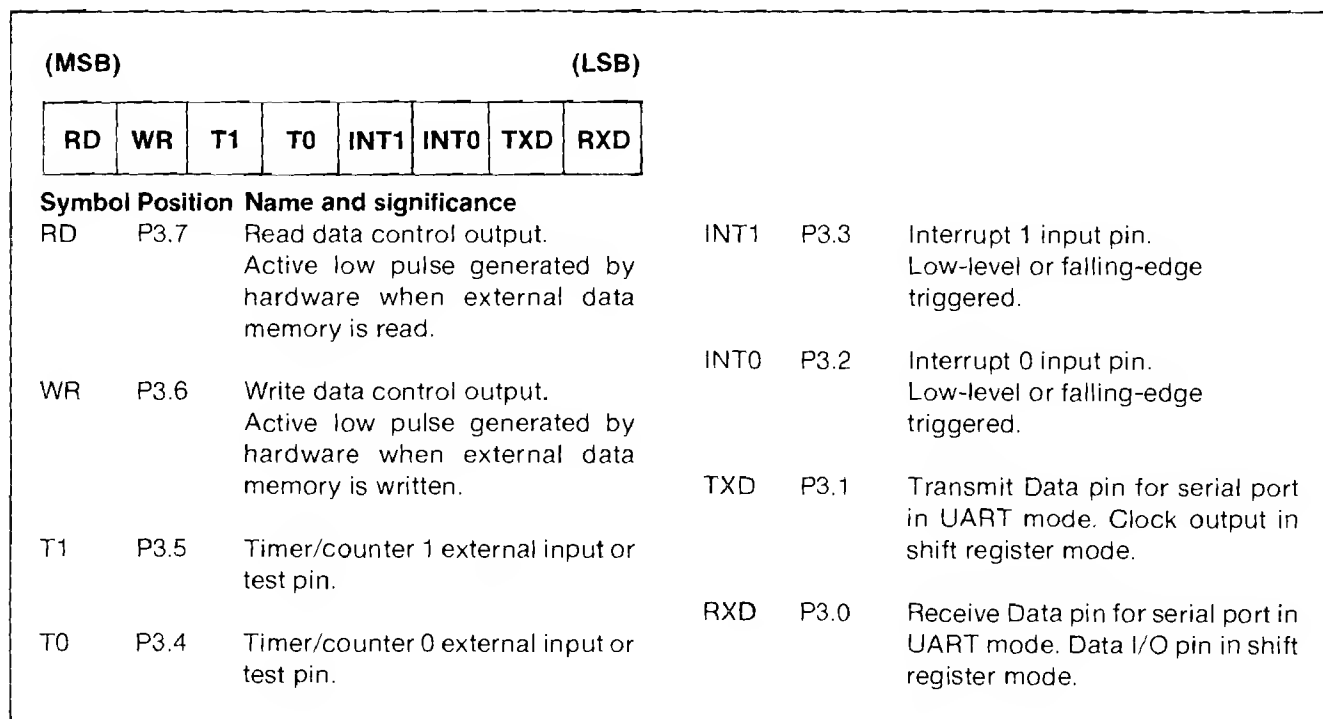 (MSB) (LSB)
RD WR T1 T0 INT1 INT0 TXD RXD
Symbol Position Name and significance
RD P3.7 Read data control output.
Active low pulse generated by
hardware when external data
memory is read.
WR P3.6 Write data control output.
Active low pulse generated by
hardware when external data
memory is written.
T1 P3.5 Timer/counter 1 external input or
test pin.
T0 P3.4 Timer/counter 0 external input or
test pin.
INT1 P3.3 Interrupt 1 input pin.
Low-level or falling-edge
triggered.
INT0 P3.2 Interrupt 0 input pin.
Low-level or falling-edge
triggered.
TXD P3.1 Transmit Data pin for serial port
in UART mode. Clock output in
shift register mode.
RXD P3.0 Receive Data pin for serial port in
UART mode. Data I/O pin in shift
register mode.